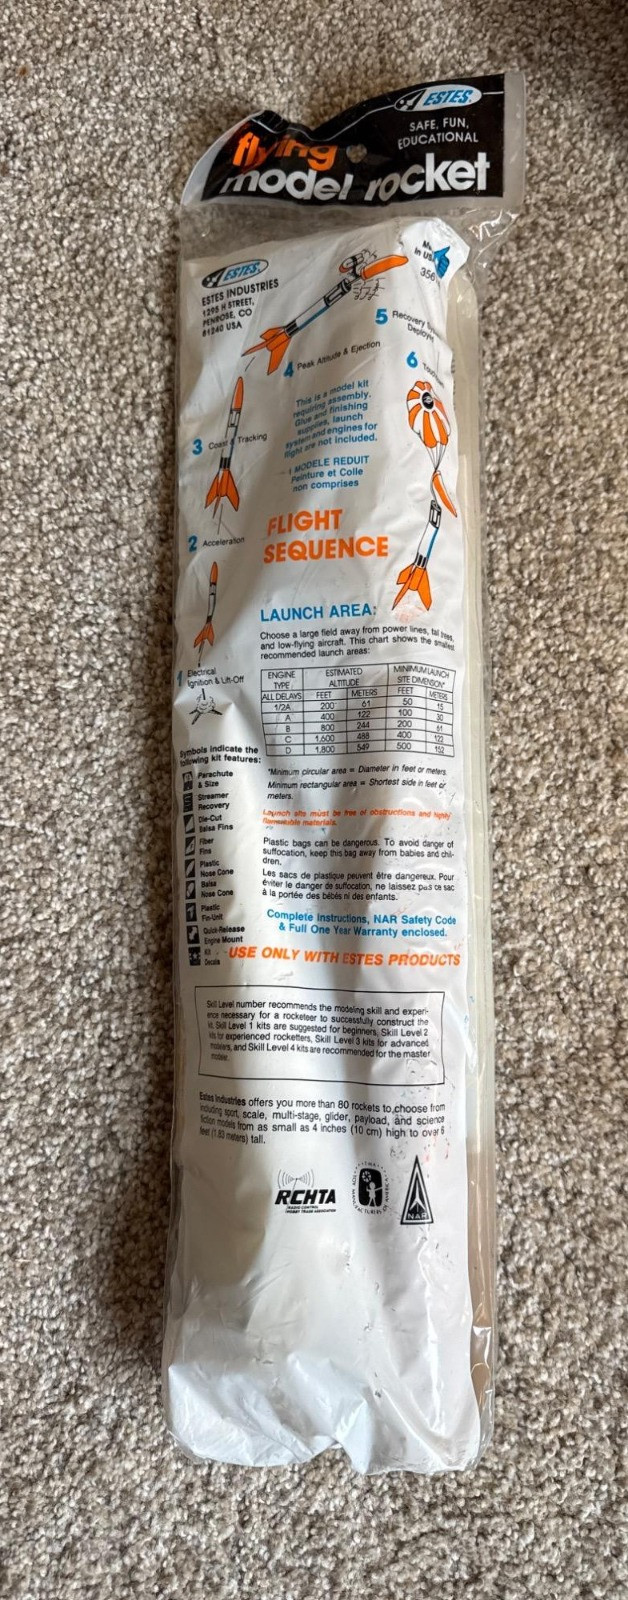 ESTES
SAFE, FUN,
EDUCATIONAL
flying
model rocket
ESTES
ESTES INDUSTRIES
1295 H STREET,
PENROSE, CO
81240 USA
in USA
356
5 Recovery
4 Peak Altitude & Ejection
6
3 Coast & Tracking
This is a model kit
requiring assembly.
Glue and finishing
supplies, launch
system and engines for
flight are not included.
MODELE REDUIT
Peinture et Colle
non comprises
2 Acceleration
FLIGHT
SEQUENCE
1 Electrical
Ignition & Lift-Off
LAUNCH AREA:
Choose a large field away from power lines, tall trees,
and low-flying aircraft. This chart shows the smallest
recommended launch areas:
ENGINE TYPE ESTIMATED ALTITUDE MINIMUM LAUNCH SITE DIMENSION*
ALL DELAYS FEET METERS FEET METERS
1/2A 200 61 50 15
A 400 122 100 30
B 800 244 200 61
C 1,600 488 400 122
D 1,800 549 500 152
*Minimum circular area = Diameter in feet or meters.
Minimum rectangular area = Shortest side in feet or
meters.
Launch site must be free of obstructions and highly
flammable materials.
Symbols indicate the
following kit features:
Parachute
& Size
Streamer
Recovery
Die-Cut
Balsa Fins
Fiber
Fins
Plastic
Nose Cone
Balsa
Nose Cone
Plastic
Fin-Unit
Quick-Release
Engine Mount
Kit
Decals
Plastic bags can be dangerous. To avoid danger of
suffocation, keep this bag away from babies and chil-
dren.
Les sacs de plastique peuvent être dangereux. Pour
éviter le danger de suffocation, ne laissez pas ce sac
à la portée des bébés ni des enfants.
Complete Instructions, NAR Safety Code
& Full One Year Warranty enclosed.
USE ONLY WITH ESTES PRODUCTS
Skill Level number recommends the modeling skill and experi-
ence necessary for a rocketeer to successfully construct the
kit. Skill Level 1 kits are suggested for beginners, Skill Level 2
kits for experienced rocketters, Skill Level 3 kits for advanced
modelers, and Skill Level 4 kits are recommended for the master
modeler.
Estes Industries offers you more than 80 rockets to choose from
including sport, scale, multi-stage, glider, payload, and science
fiction models from as small as 4 inches (10 cm) high to over 6
feet (1.83 meters) tall.
RCHTA
RADIO CONTROL
HOBBY TRADE ASSOCIATION
NAR